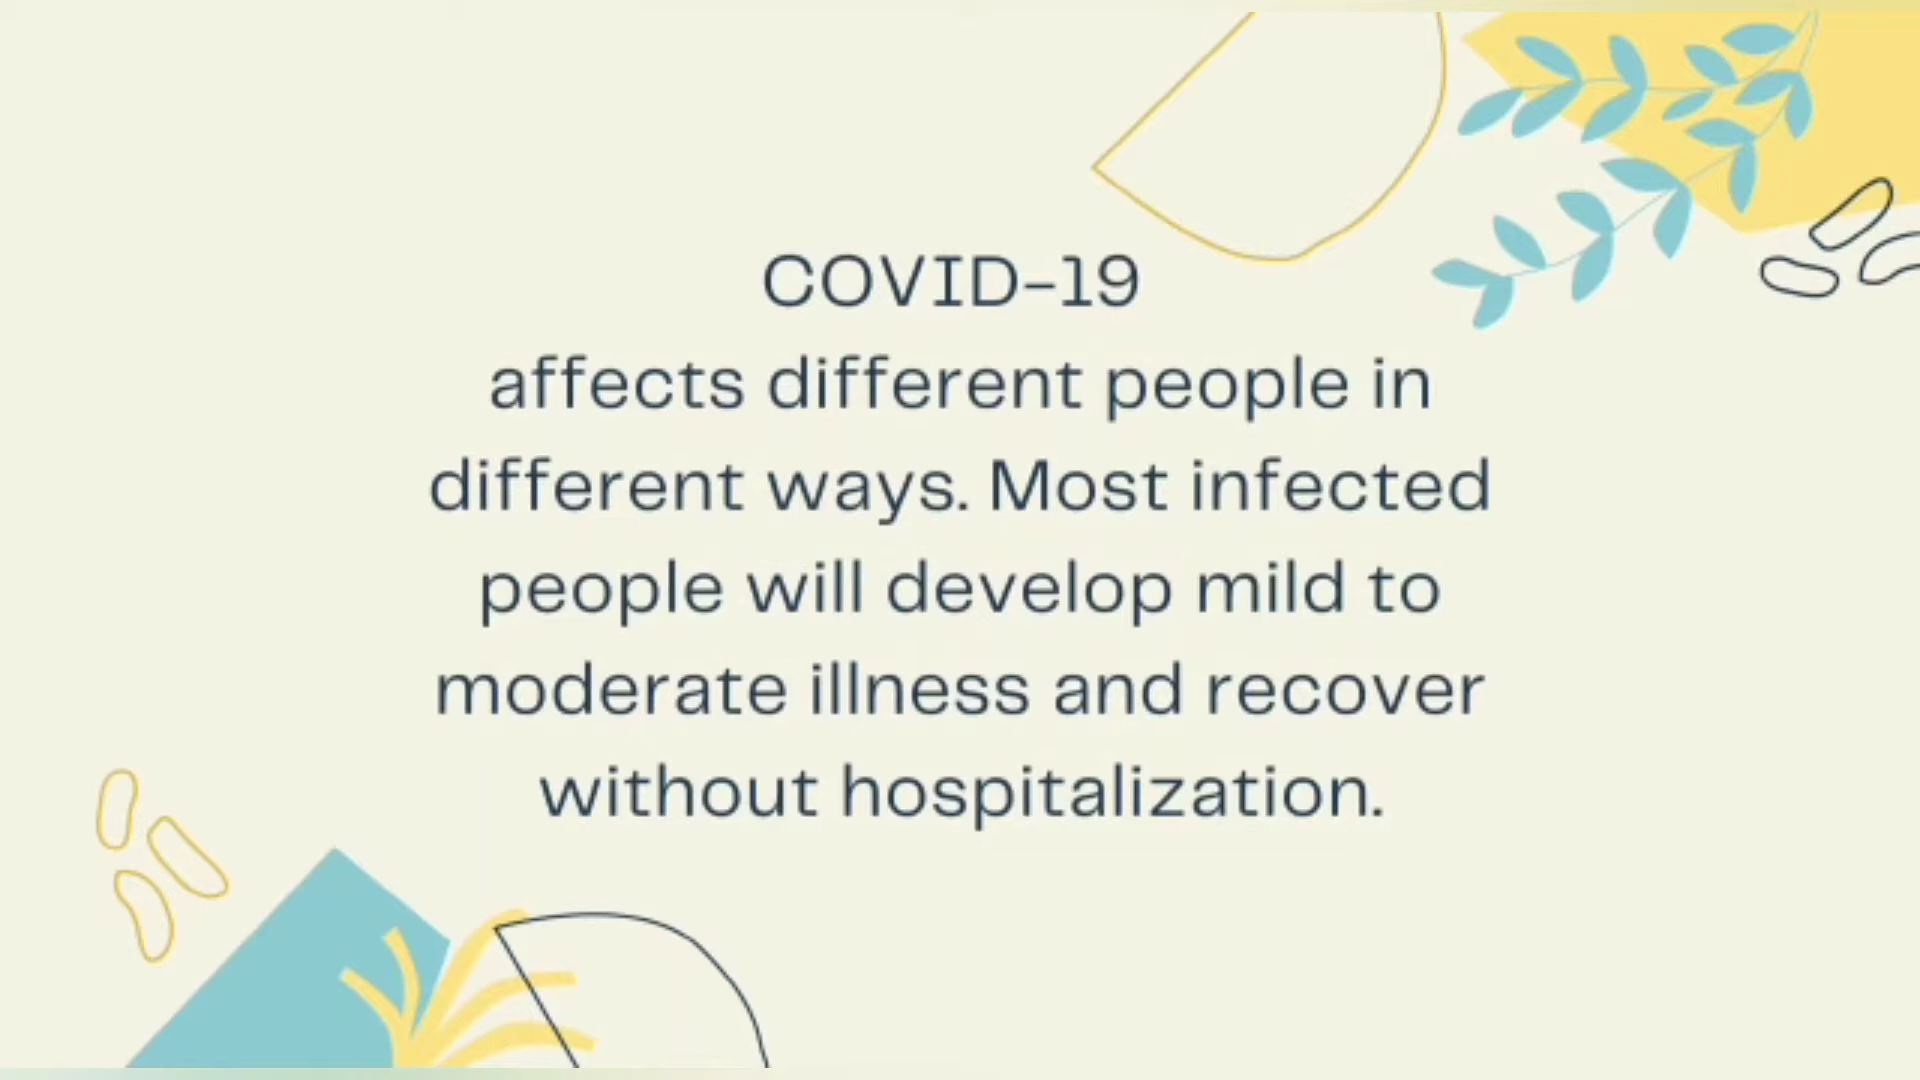 COVID-19
affects different people in
different ways. Most infected
people will develop mild to
moderate illness and recover
without hospitalization.